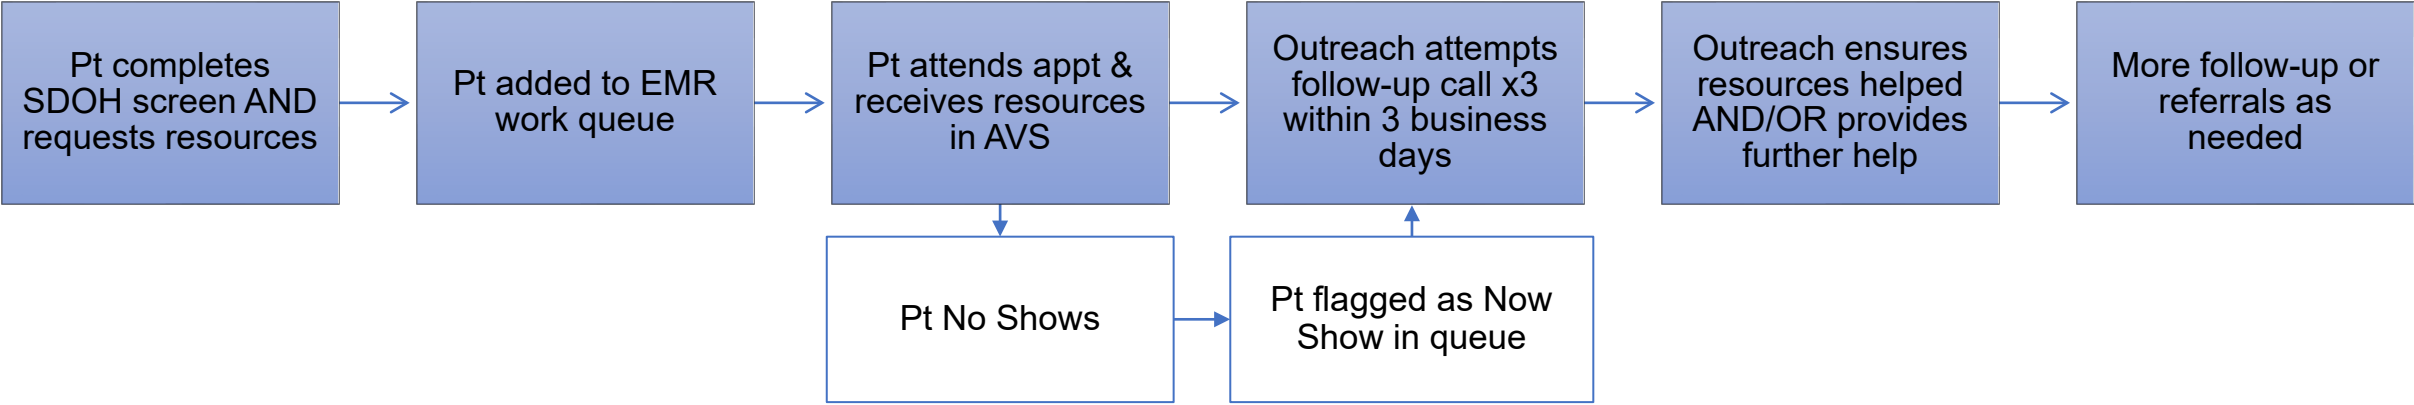 Pt completes
SDOH screen AND
requests resources
Pt added to EMR
work queue
Pt attends appt &
receives resources
in AVS
Outreach attempts
follow-up call x3
within 3 business
days
Outreach ensures
resources helped
AND/OR provides
further help
More follow-up or
referrals as
needed
Pt No Shows
Pt flagged as Now
Show in queue